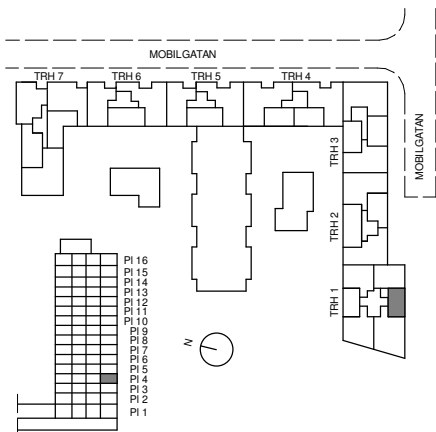 MOBILGATAN
TRH 7
TRH 6
TRH 5
TRH 4
MOBILGATAN
TRH 3
TRH 2
TRH 1
Pl 16
Pl 15
Pl 14
Pl 13
Pl 12
Pl 11
Pl 10
Pl 9
Pl 8
Pl 7
Pl 6
Pl 5
Pl 4
Pl 3
Pl 2
Pl 1
N